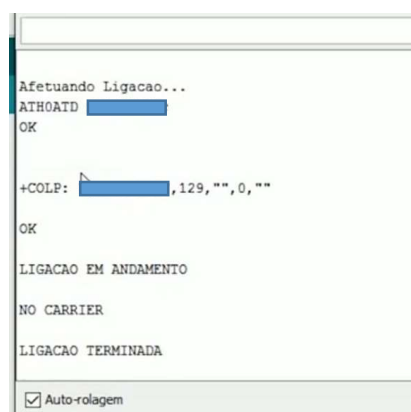 Afetuando Ligacao...
ATH0ATD
OK
+COLP: ,129,"",0,""
OK
LIGACAO EM ANDAMENTO
NO CARRIER
LIGACAO TERMINADA
Auto-rolagem